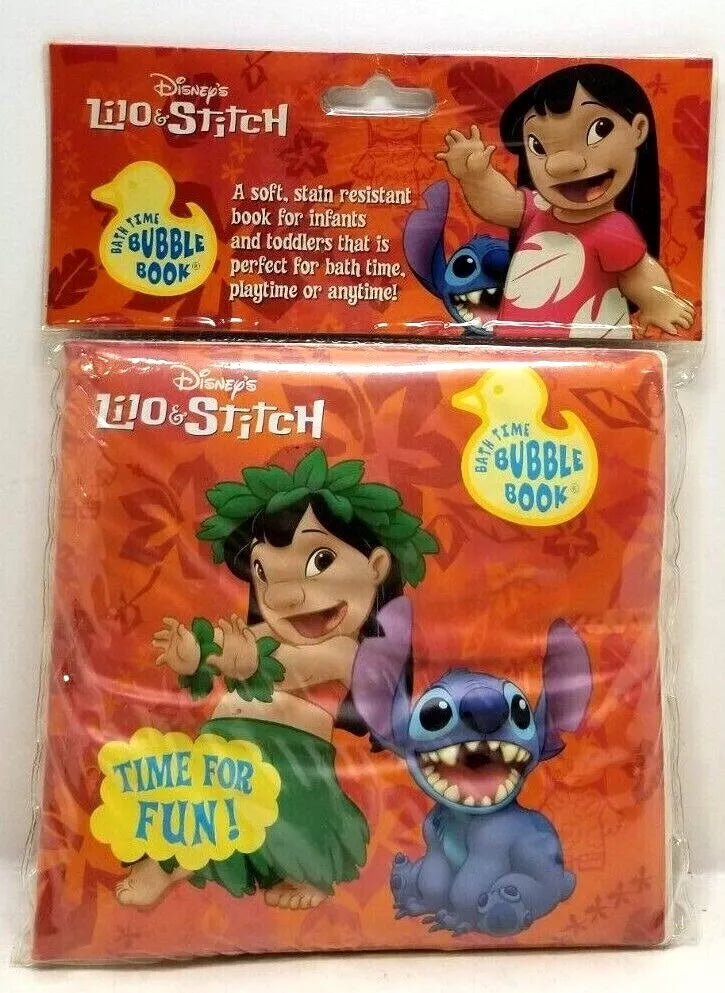 DISNEY'S
LILO & STITCH
BATH TIME
BUBBLE
BOOK®
A soft, stain resistant
book for infants
and toddlers that is
perfect for bath time,
playtime or anytime!
DISNEY'S
LILO & STITCH
BATH TIME
BUBBLE
BOOK®
TIME FOR
FUN!